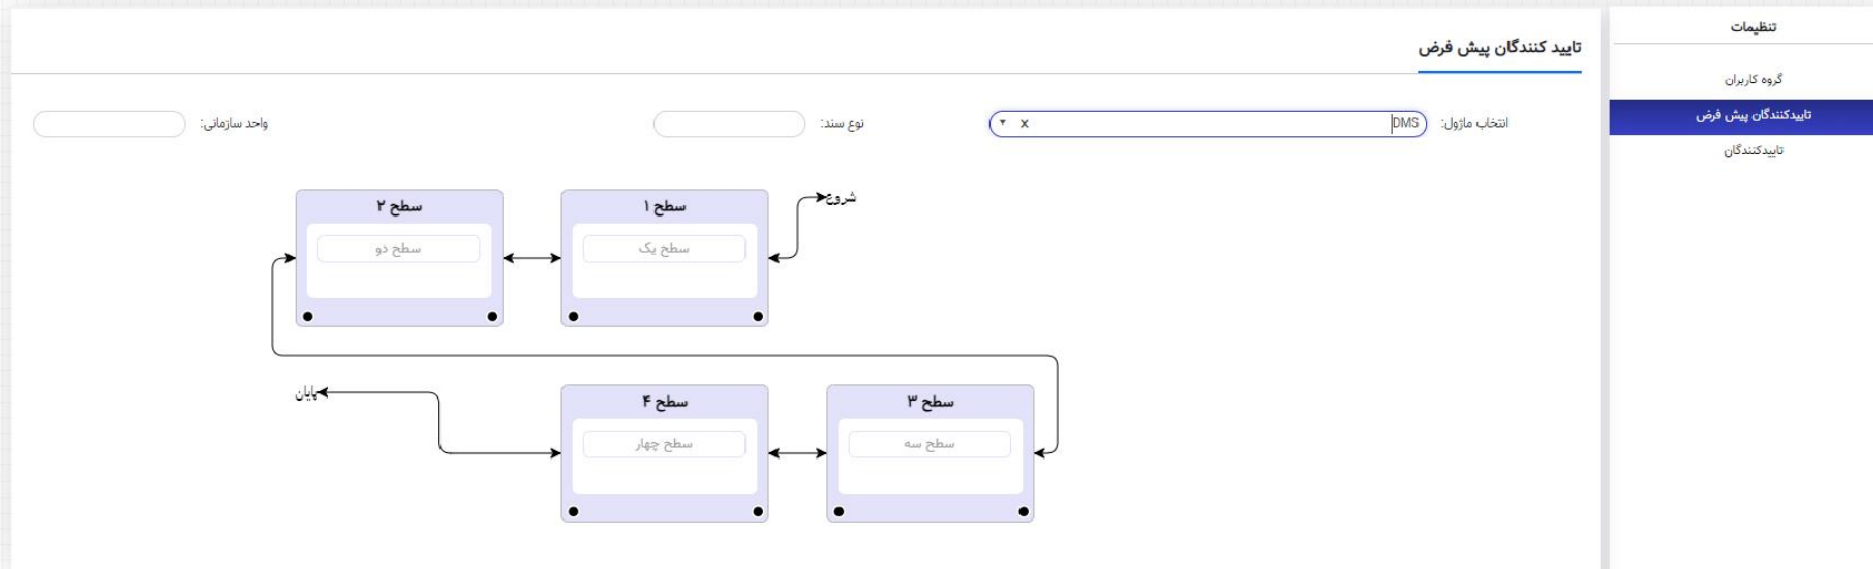 تنظیمات
گروه کاربران
تاییدکنندگان پیش فرض
تاییدکنندگان
تایید کنندگان پیش فرض
انتخاب ماژول: DMS x
نوع سند:
واحد سازمانی:
شروع
سطح ۱
سطح یک
سطح ۲
سطح دو
سطح ۳
سطح سه
سطح ۴
سطح چهار
پایان